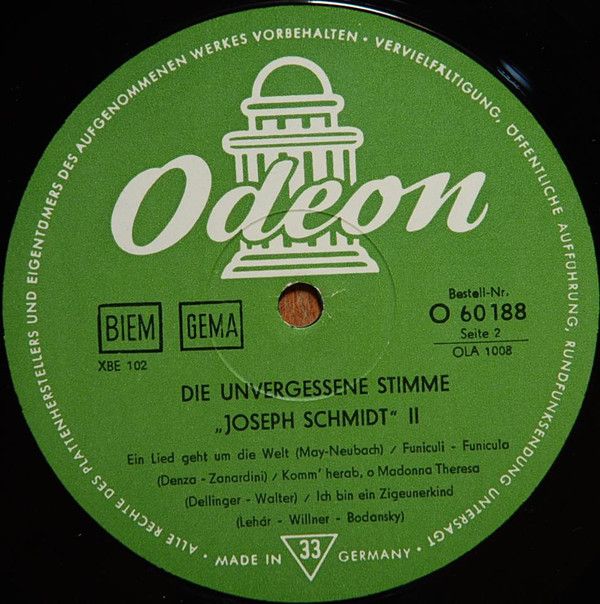 ALLE RECHTE DES PLATTENHERSTELLERS UND EIGENTÜMERS DES AUFGENOMMENEN WERKES VORBEHALTEN • VERVIELFÄLTIGUNG, ÖFFENTLICHE AUFFÜHRUNG, RUNDFUNKSENDUNG UNTERSAGT •
Odeon
BIEM
GEMA
XBE 102
Bestell-Nr.
O 60188
Seite 2
OLA 1008
DIE UNVERGESSENE STIMME
„JOSEPH SCHMIDT“ II
Ein Lied geht um die Welt (May-Neubach) / Funiculi - Funicula
(Denza - Zanardini) / Komm' herab, o Madonna Theresa
(Dellinger - Walter) / Ich bin ein Zigeunerkind
(Lehár - Willner - Bodansky)
• MADE IN 33 GERMANY •